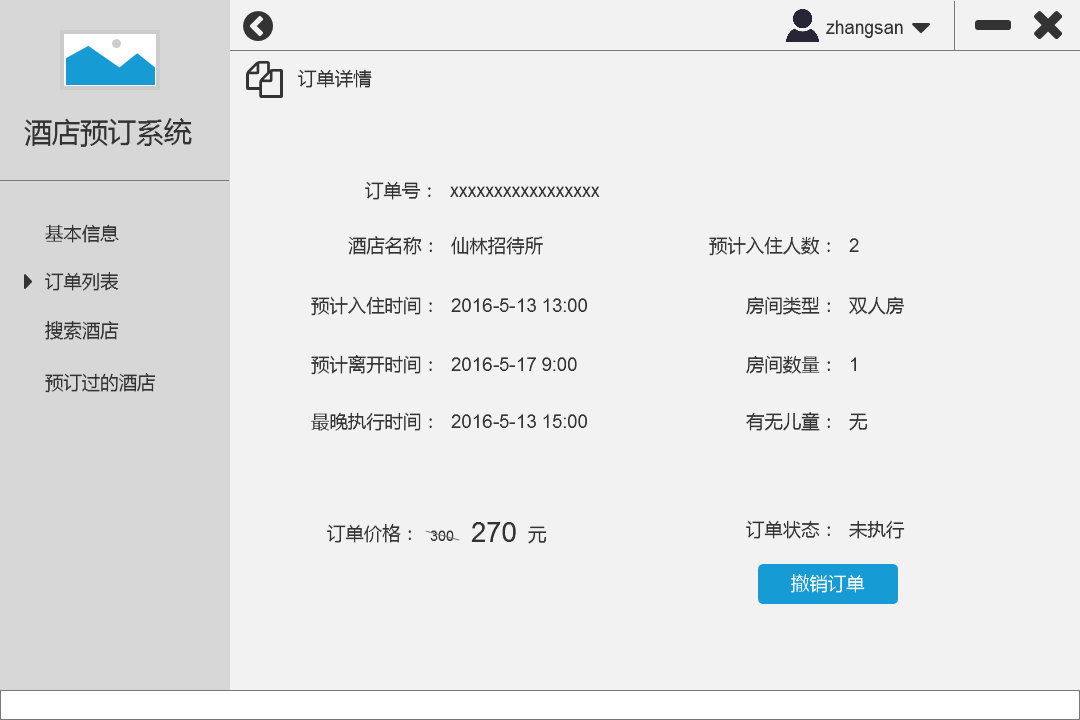 zhangsan
订单详情
酒店预订系统
基本信息
订单列表
搜索酒店
预订过的酒店
订单号： xxxxxxxxxxxxxxxxx
酒店名称： 仙林招待所 预计入住人数： 2
预计入住时间： 2016-5-13 13:00 房间类型： 双人房
预计离开时间： 2016-5-17 9:00 房间数量： 1
最晚执行时间： 2016-5-13 15:00 有无儿童： 无
订单价格： 300 270 元 订单状态： 未执行
撤销订单